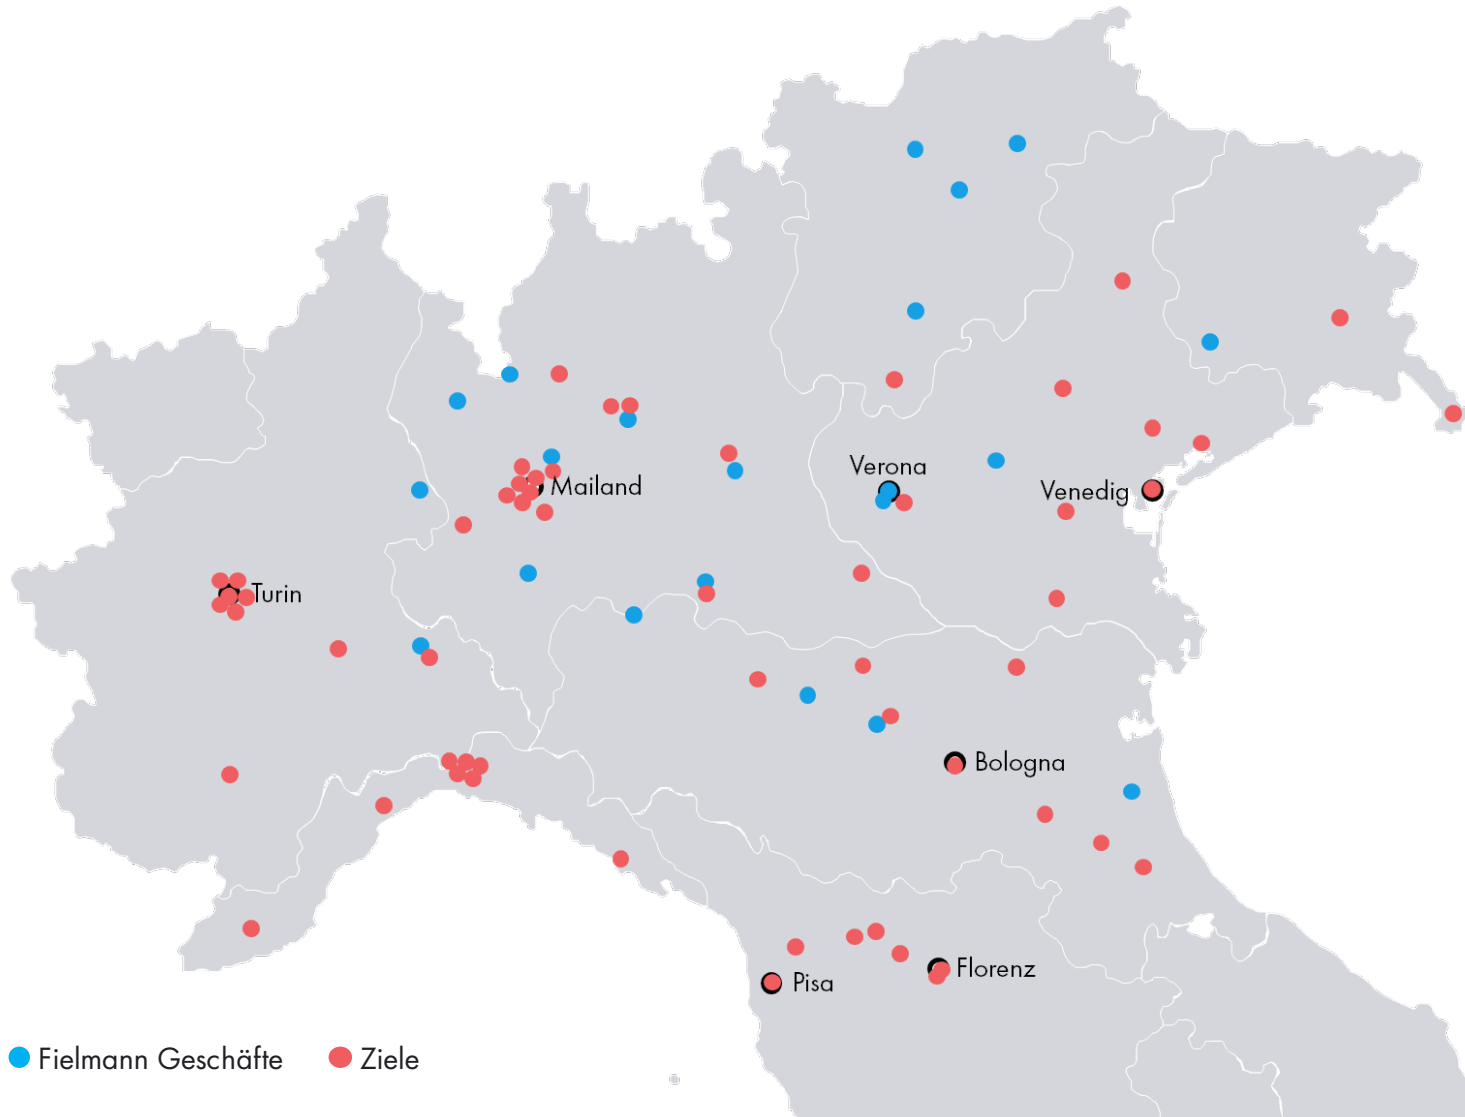 Verona
Mailand
Venedig
Turin
Bologna
Florenz
Pisa
Fielmann Geschäfte
Ziele